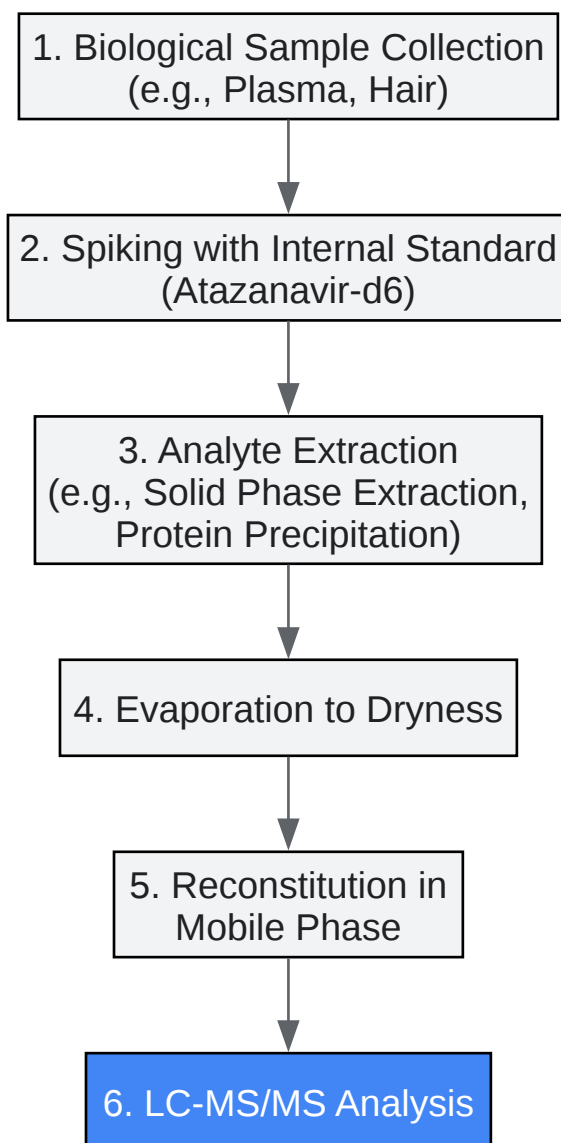 1. Biological Sample Collection
(e.g., Plasma, Hair)
2. Spiking with Internal Standard
(Atazanavir-d6)
3. Analyte Extraction
(e.g., Solid Phase Extraction,
Protein Precipitation)
4. Evaporation to Dryness
5. Reconstitution in
Mobile Phase
6. LC-MS/MS Analysis